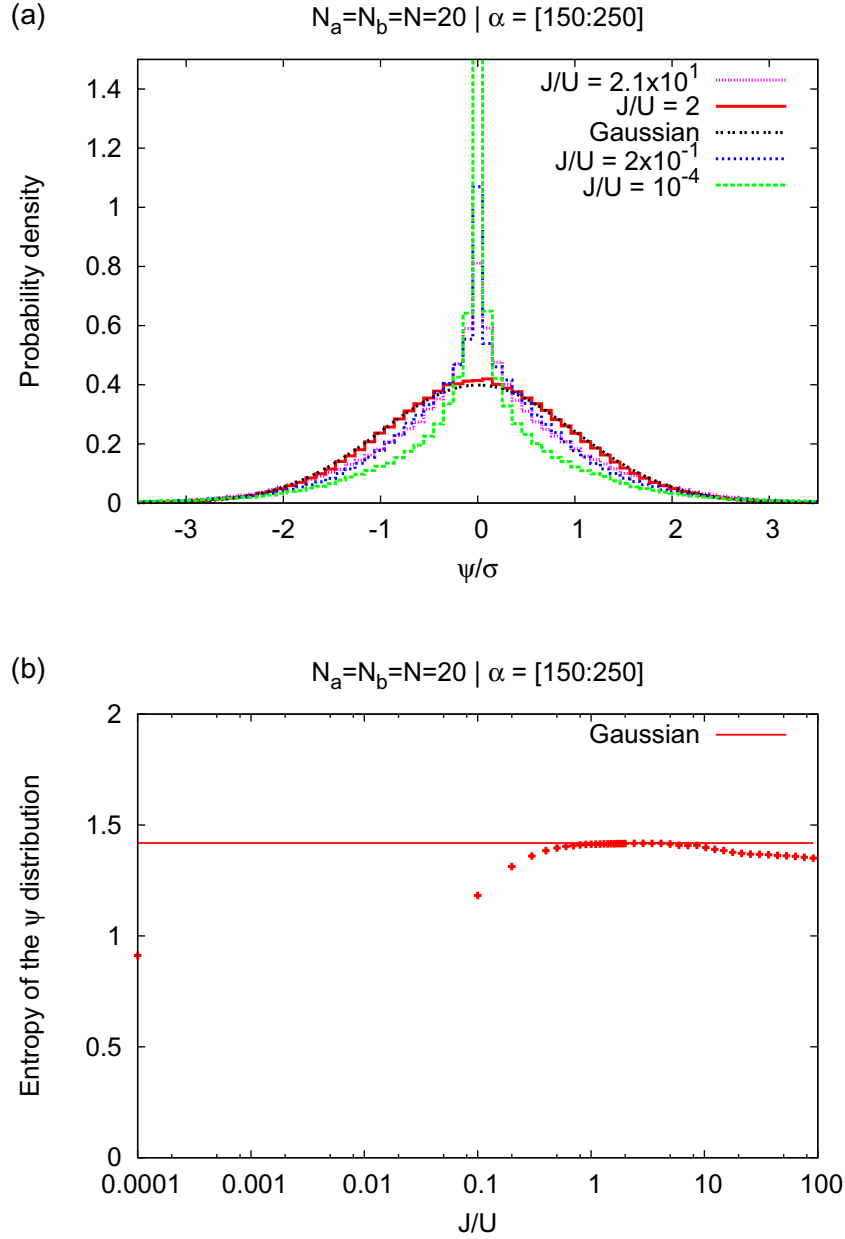 (a)
N_a=N_b=N=20 | α = [150:250]
J/U = 2.1x10^1
J/U = 2
Gaussian
J/U = 2x10^-1
J/U = 10^-4
Probability density
1.4
1.2
1
0.8
0.6
0.4
0.2
0
-3 -2 -1 0 1 2 3
ψ/σ
(b)
N_a=N_b=N=20 | α = [150:250]
Gaussian
Entropy of the ψ distribution
2
1.5
1
0.5
0
0.0001 0.001 0.01 0.1 1 10 100
J/U